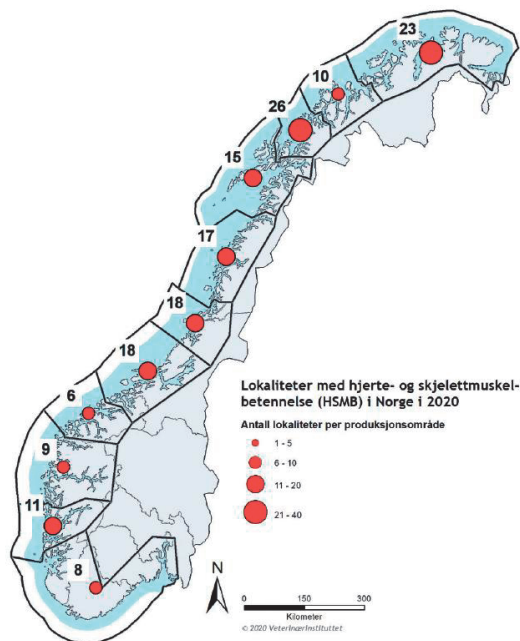 23
10
26
15
17
18
18
6
9
11
8
Lokaliteter med hjerte- og skjelettmuskel-
betennelse (HSMB) i Norge i 2020
Antall lokaliteter per produksjonsområde
1 - 5
6 - 10
11 - 20
21 - 40
N
0 150 300
Kilometer
© 2020 Veterinærinstituttet